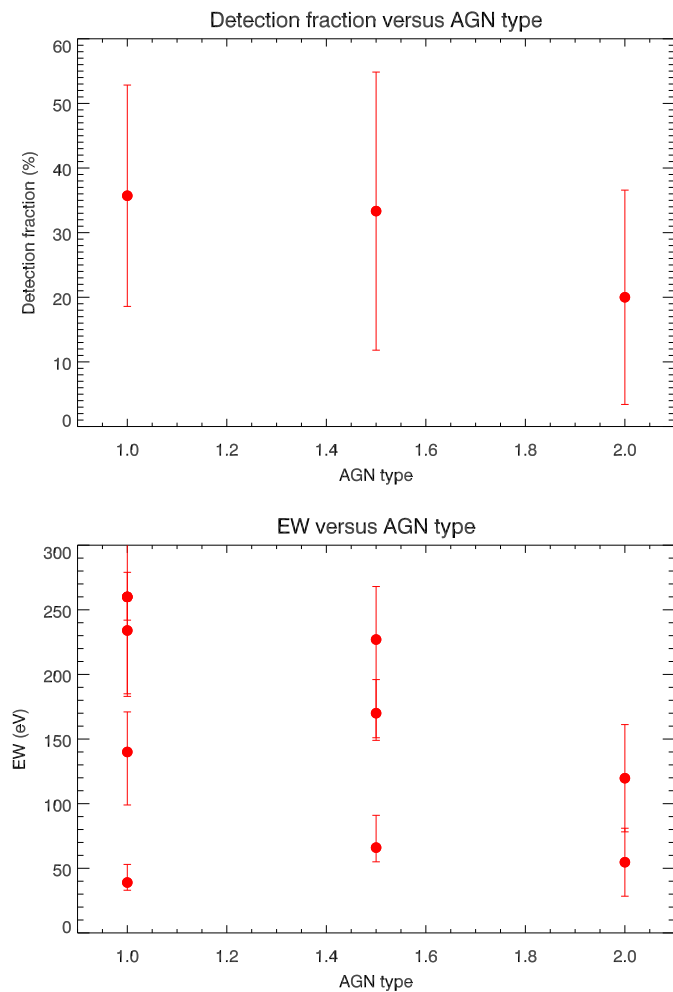 Detection fraction versus AGN type
60
50
40
30
20
10
0
Detection fraction (%)
1.0 1.2 1.4 1.6 1.8 2.0
AGN type
EW versus AGN type
300
250
200
150
100
50
0
EW (eV)
1.0 1.2 1.4 1.6 1.8 2.0
AGN type